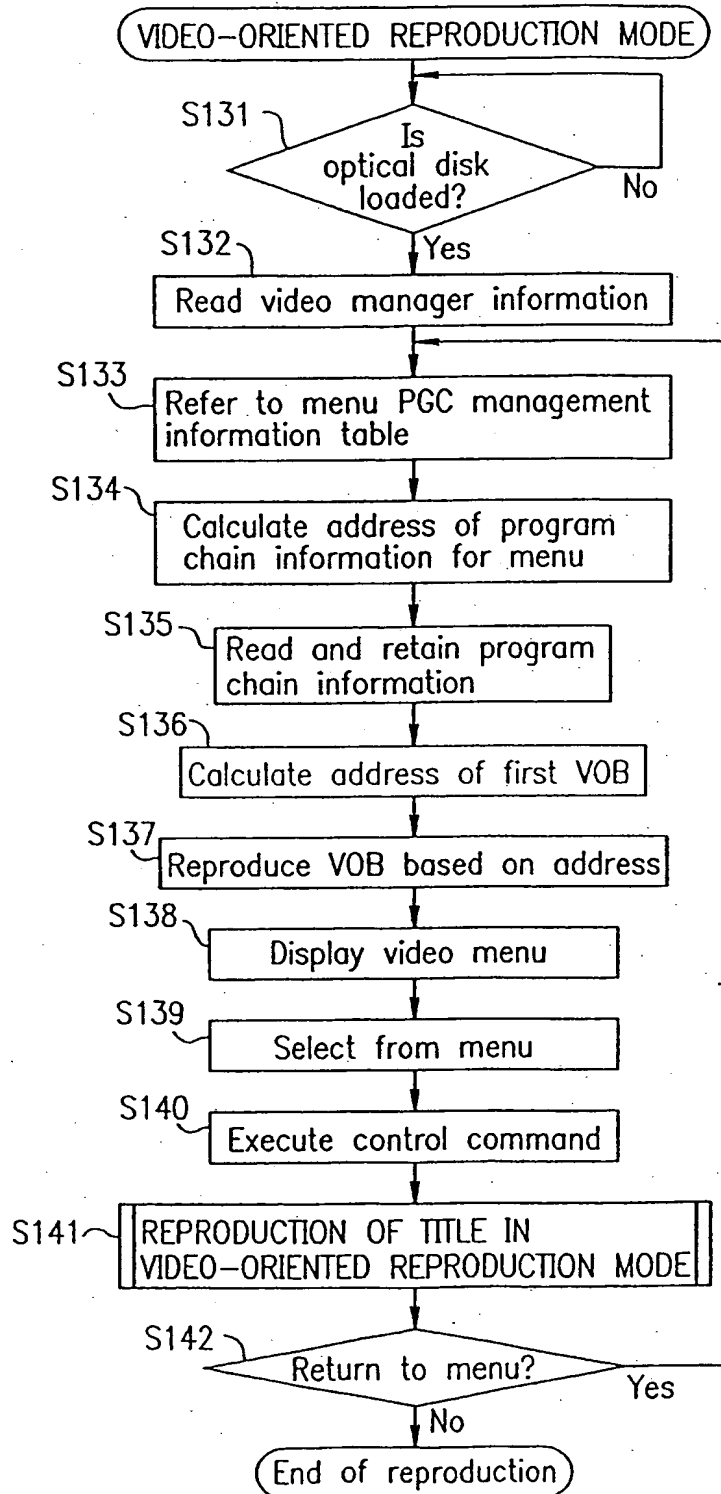 VIDEO-ORIENTED REPRODUCTION MODE
S131
Is
optical disk
loaded?
No
Yes
S132
Read video manager information
S133
Refer to menu PGC management
information table
S134
Calculate address of program
chain information for menu
S135
Read and retain program
chain information
S136
Calculate address of first VOB
S137
Reproduce VOB based on address
S138
Display video menu
S139
Select from menu
S140
Execute control command
S141
REPRODUCTION OF TITLE IN
VIDEO-ORIENTED REPRODUCTION MODE
S142
Return to menu?
Yes
No
End of reproduction